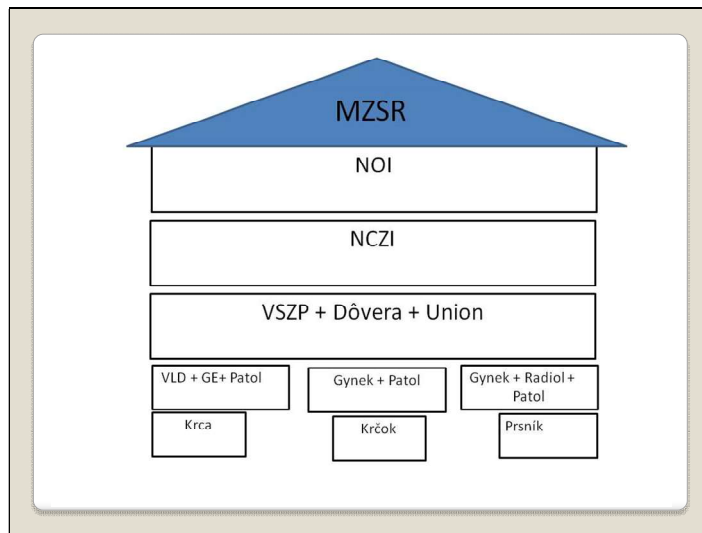 MZSR
NOI
NCZI
VSZP + Dôvera + Union
VLD + GE+ Patol
Gynek + Patol
Gynek + Radiol +
Patol
Krca
Krčok
Prsník